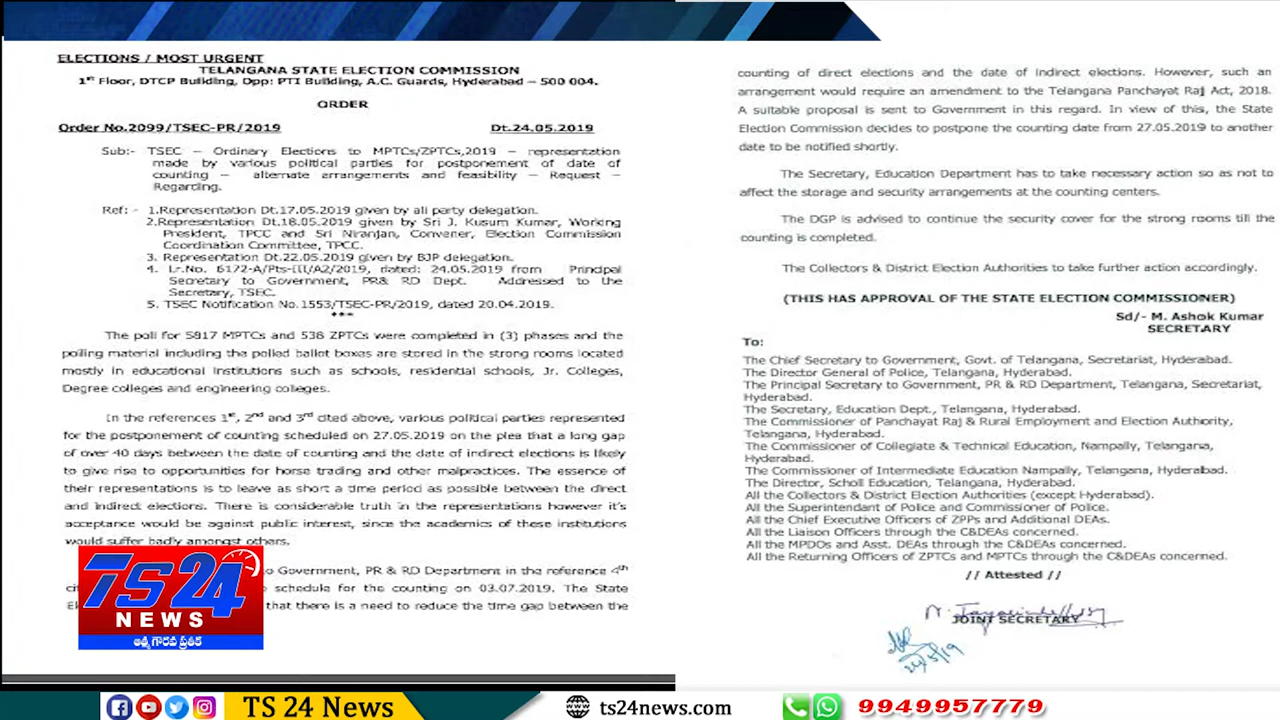 ELECTIONS / MOST URGENT
TELANGANA STATE ELECTION COMMISSION
1st Floor, DTCP Building, Opp: PTI Building, A.C. Guards, Hyderabad – 500 004.
ORDER
Order No.2099/TSEC-PR/2019 Dt.24.05.2019
Sub:- TSEC – Ordinary Elections to MPTCs/ZPTCs,2019 – representation
made by various political parties for postponement of date of
counting – alternate arrangements and feasibility – Request –
Regarding.
Ref: - 1.Representation Dt.17.05.2019 given by all party delegation.
2.Representation Dt.18.05.2019 given by Sri J. Kusum Kumar, Working
President, TPCC and Sri Niranjan, Convener, Election Commission
Coordination Committee, TPCC.
3. Representation Dt.22.05.2019 given by BJP delegation.
4. Lr.No. 6172-A/Pts-III/A2/2019, dated: 24.05.2019 from Principal
Secretary to Government, PR& RD Dept. Addressed to the
Secretary, TSEC.
5. TSEC Notification No.1553/TSEC-PR/2019, dated 20.04.2019.
***
The poll for 5817 MPTCs and 538 ZPTCs were completed in (3) phases and the
polling material including the polled ballot boxes are stored in the strong rooms located
mostly in educational institutions such as schools, residential schools, Jr. Colleges,
Degree colleges and engineering colleges.
In the references 1st, 2nd and 3rd cited above, various political parties represented
for the postponement of counting scheduled on 27.05.2019 on the plea that a long gap
of over 40 days between the date of counting and the date of indirect elections is likely
to give rise to opportunities for horse trading and other malpractices. The essence of
their representations is to leave as short a time period as possible between the direct
and indirect elections. There is considerable truth in the representations however it's
acceptance would be against public interest, since the academics of these institutions
would suffer badly amongst others.
to Government, PR & RD Department in the reference 4th
schedule for the counting on 03.07.2019. The State
that there is a need to reduce the time gap between the
TS24
NEWS
ఆత్మ గౌరవ ప్రతీక
counting of direct elections and the date of indirect elections. However, such an
arrangement would require an amendment to the Telangana Panchayat Raj Act, 2018.
A suitable proposal is sent to Government in this regard. In view of this, the State
Election Commission decides to postpone the counting date from 27.05.2019 to another
date to be notified shortly.
The Secretary, Education Department has to take necessary action so as not to
affect the storage and security arrangements at the counting centers.
The DGP is advised to continue the security cover for the strong rooms till the
counting is completed.
The Collectors & District Election Authorities to take further action accordingly.
(THIS HAS APPROVAL OF THE STATE ELECTION COMMISSIONER)
Sd/- M. Ashok Kumar
SECRETARY
To:
The Chief Secretary to Government, Govt. of Telangana, Secretariat, Hyderabad.
The Director General of Police, Telangana, Hyderabad.
The Principal Secretary to Government, PR & RD Department, Telangana, Secretariat,
Hyderabad.
The Secretary, Education Dept., Telangana, Hyderabad.
The Commissioner of Panchayat Raj & Rural Employment and Election Authority,
Telangana, Hyderabad.
The Commissioner of Collegiate & Technical Education, Nampally, Telangana,
Hyderabad.
The Commissioner of Intermediate Education Nampally, Telangana, Hyderabad.
The Director, Scholl Education, Telangana, Hyderabad.
All the Collectors & District Election Authorities (except Hyderabad).
All the Superintendent of Police and Commissioner of Police.
All the Chief Executive Officers of ZPPs and Additional DEAs.
All the Liaison Officers through the C&DEAs concerned.
All the MPDOs and Asst. DEAs through the C&DEAs concerned.
All the Returning Officers of ZPTCs and MPTCs through the C&DEAs concerned.
// Attested //
JOINT SECRETARY
24/5/19
TS 24 News ts24news.com 9949957779